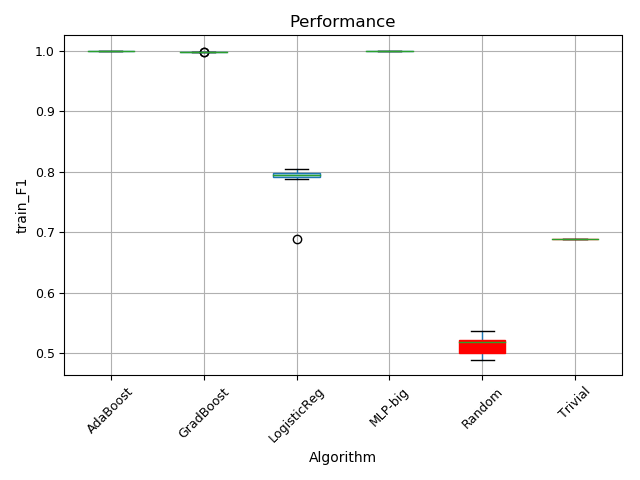 Performance
1.0
0.9
0.8
0.7
0.6
0.5
train_F1
AdaBoost
GradBoost
LogisticReg
MLP-big
Random
Trivial
Algorithm